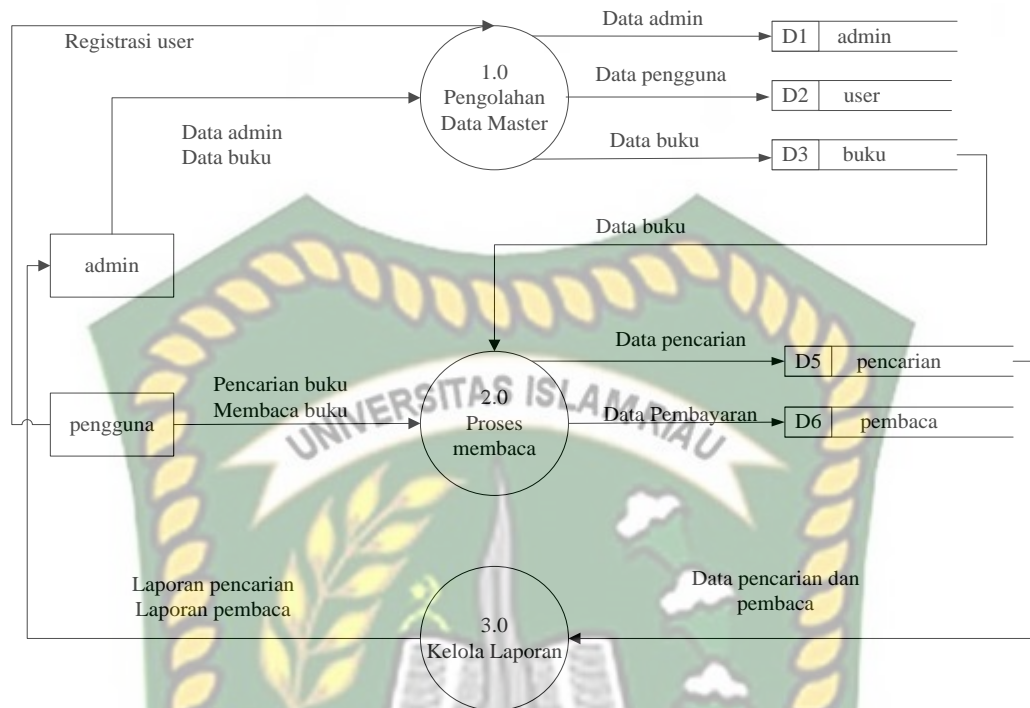 Registrasi user
Data admin
Data buku
1.0
Pengolahan
Data Master
Data admin
D1 admin
Data pengguna
D2 user
Data buku
D3 buku
Data buku
admin
pengguna
Pencarian buku
Membaca buku
UNIVERSITAS ISLAM RIAU
2.0
Proses
membaca
Data pencarian
D5 pencarian
Data Pembayaran
D6 pembaca
Laporan pencarian
Laporan pembaca
3.0
Kelola Laporan
Data pencarian dan
pembaca